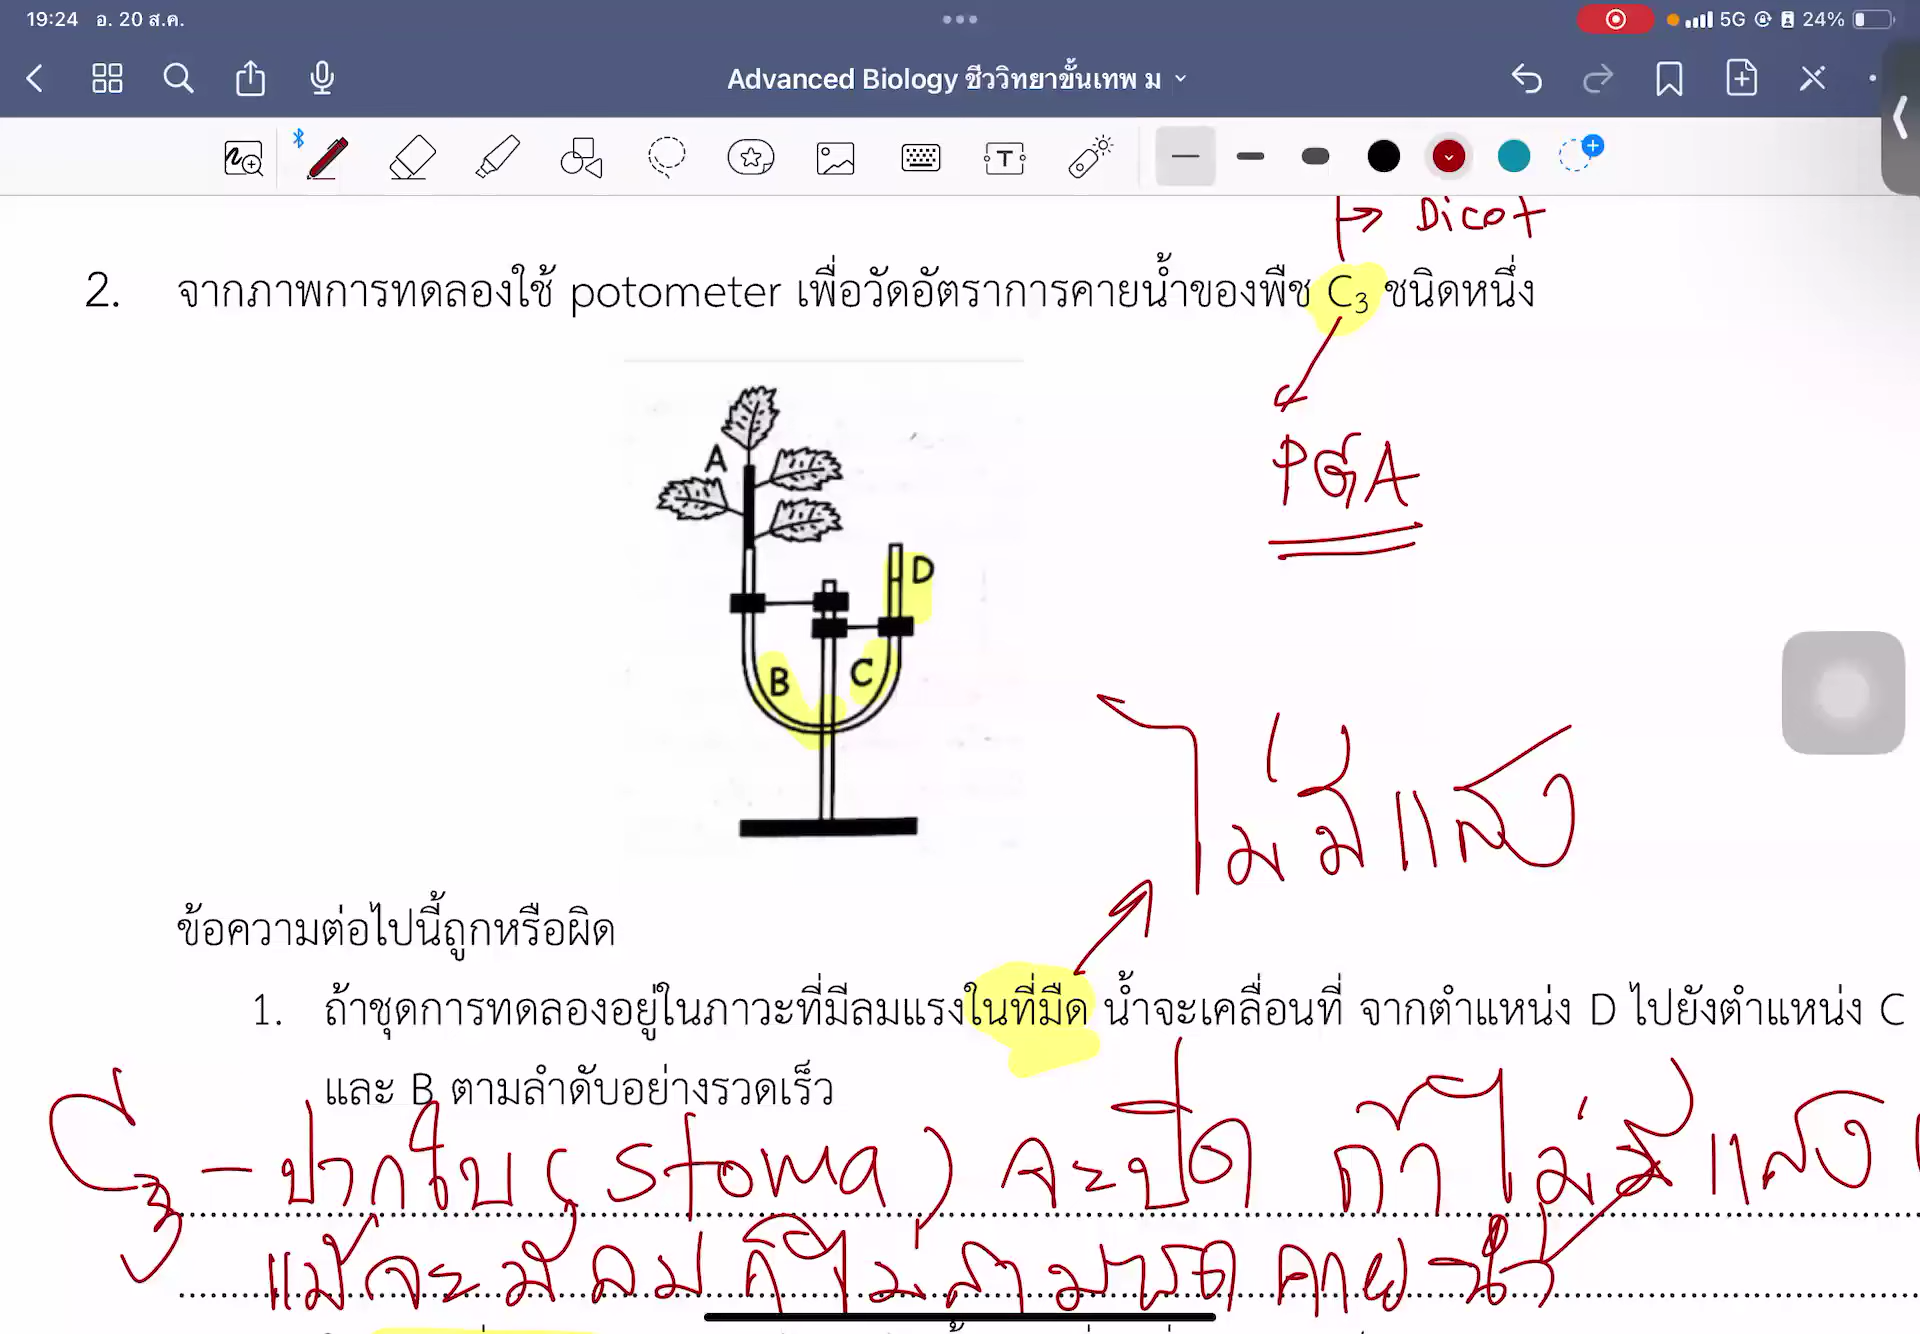 19:24 อ. 20 ส.ค.
5G 24%
Advanced Biology ชีววิทยาขั้นเทพ ม
T
Dicot
2. จากภาพการทดลองใช้ potometer เพื่อวัดอัตราการคายน้ำของพืช C₃ ชนิดหนึ่ง
PGA
A
D
B
C
ไม่มีแสง
ข้อความต่อไปนี้ถูกหรือผิด
1. ถ้าชุดการทดลองอยู่ในภาวะที่มีลมแรงในที่มืด น้ำจะเคลื่อนที่ จากตำแหน่ง D ไปยังตำแหน่ง C
และ B ตามลำดับอย่างรวดเร็ว
C₃ - ปากใบ (stoma) จะปิด ถ้าไม่มีแสง
แม้จะมีลม ก็ไม่สามารถคายน้ำ